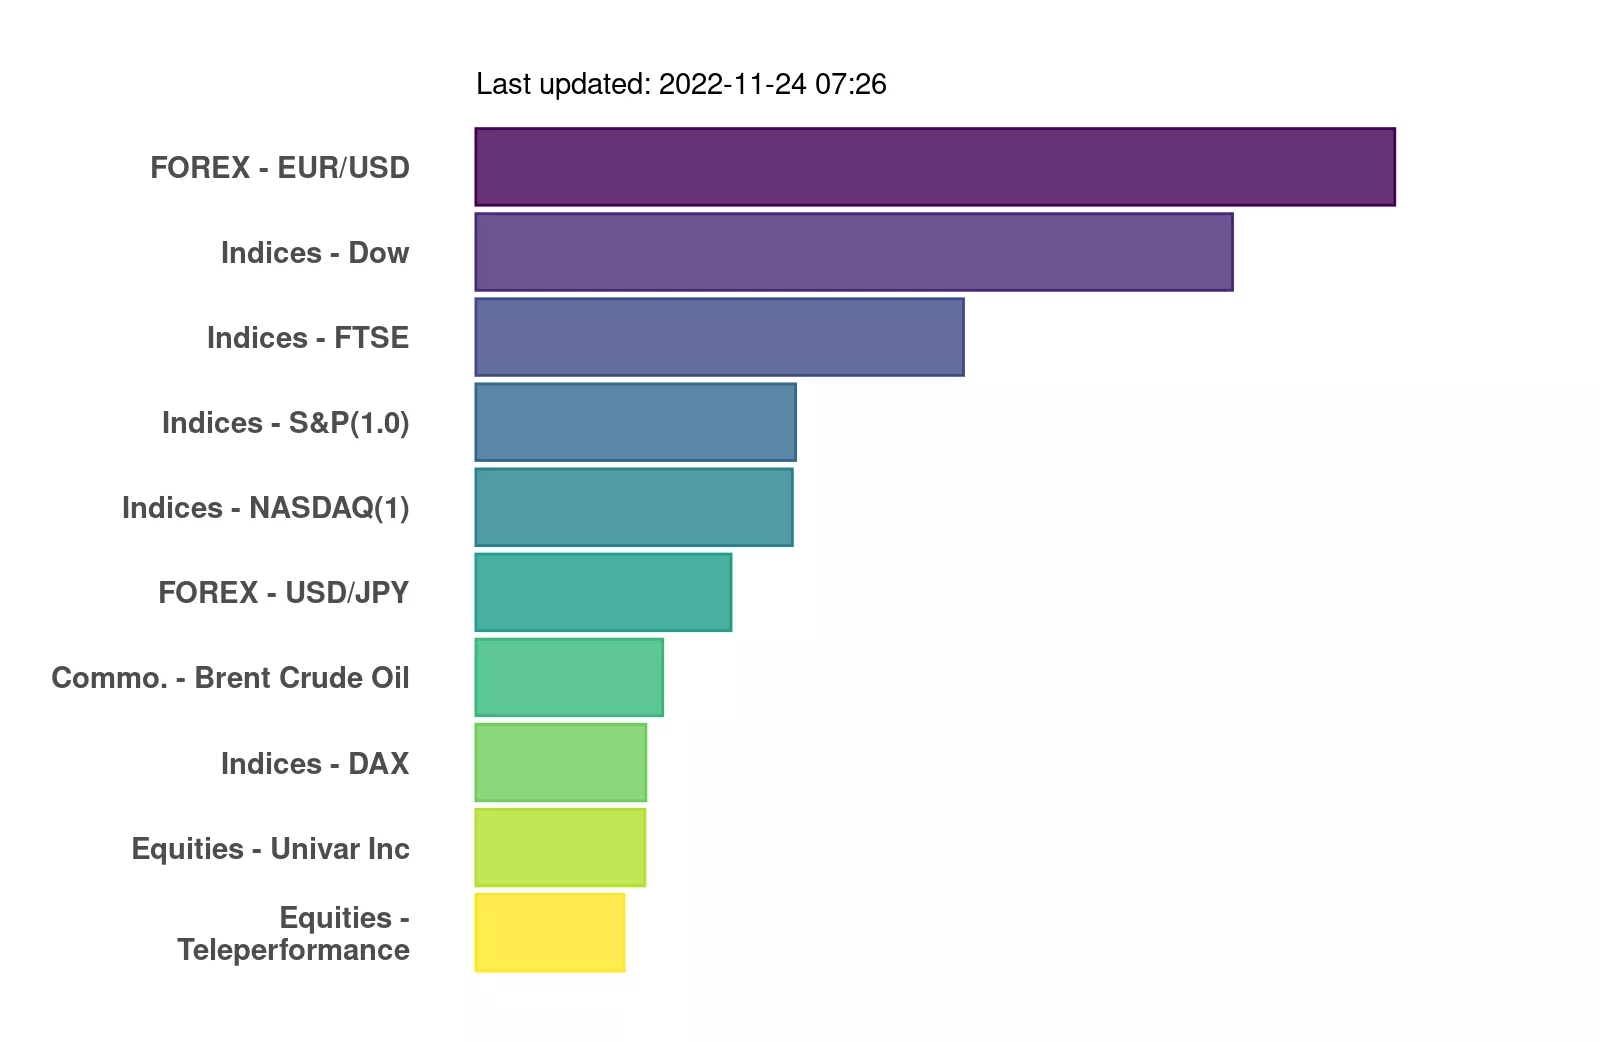 Last updated: 2022-11-24 07:26
FOREX - EUR/USD
Indices - Dow
Indices - FTSE
Indices - S&P(1.0)
Indices - NASDAQ(1)
FOREX - USD/JPY
Commo. - Brent Crude Oil
Indices - DAX
Equities - Univar Inc
Equities -
Teleperformance